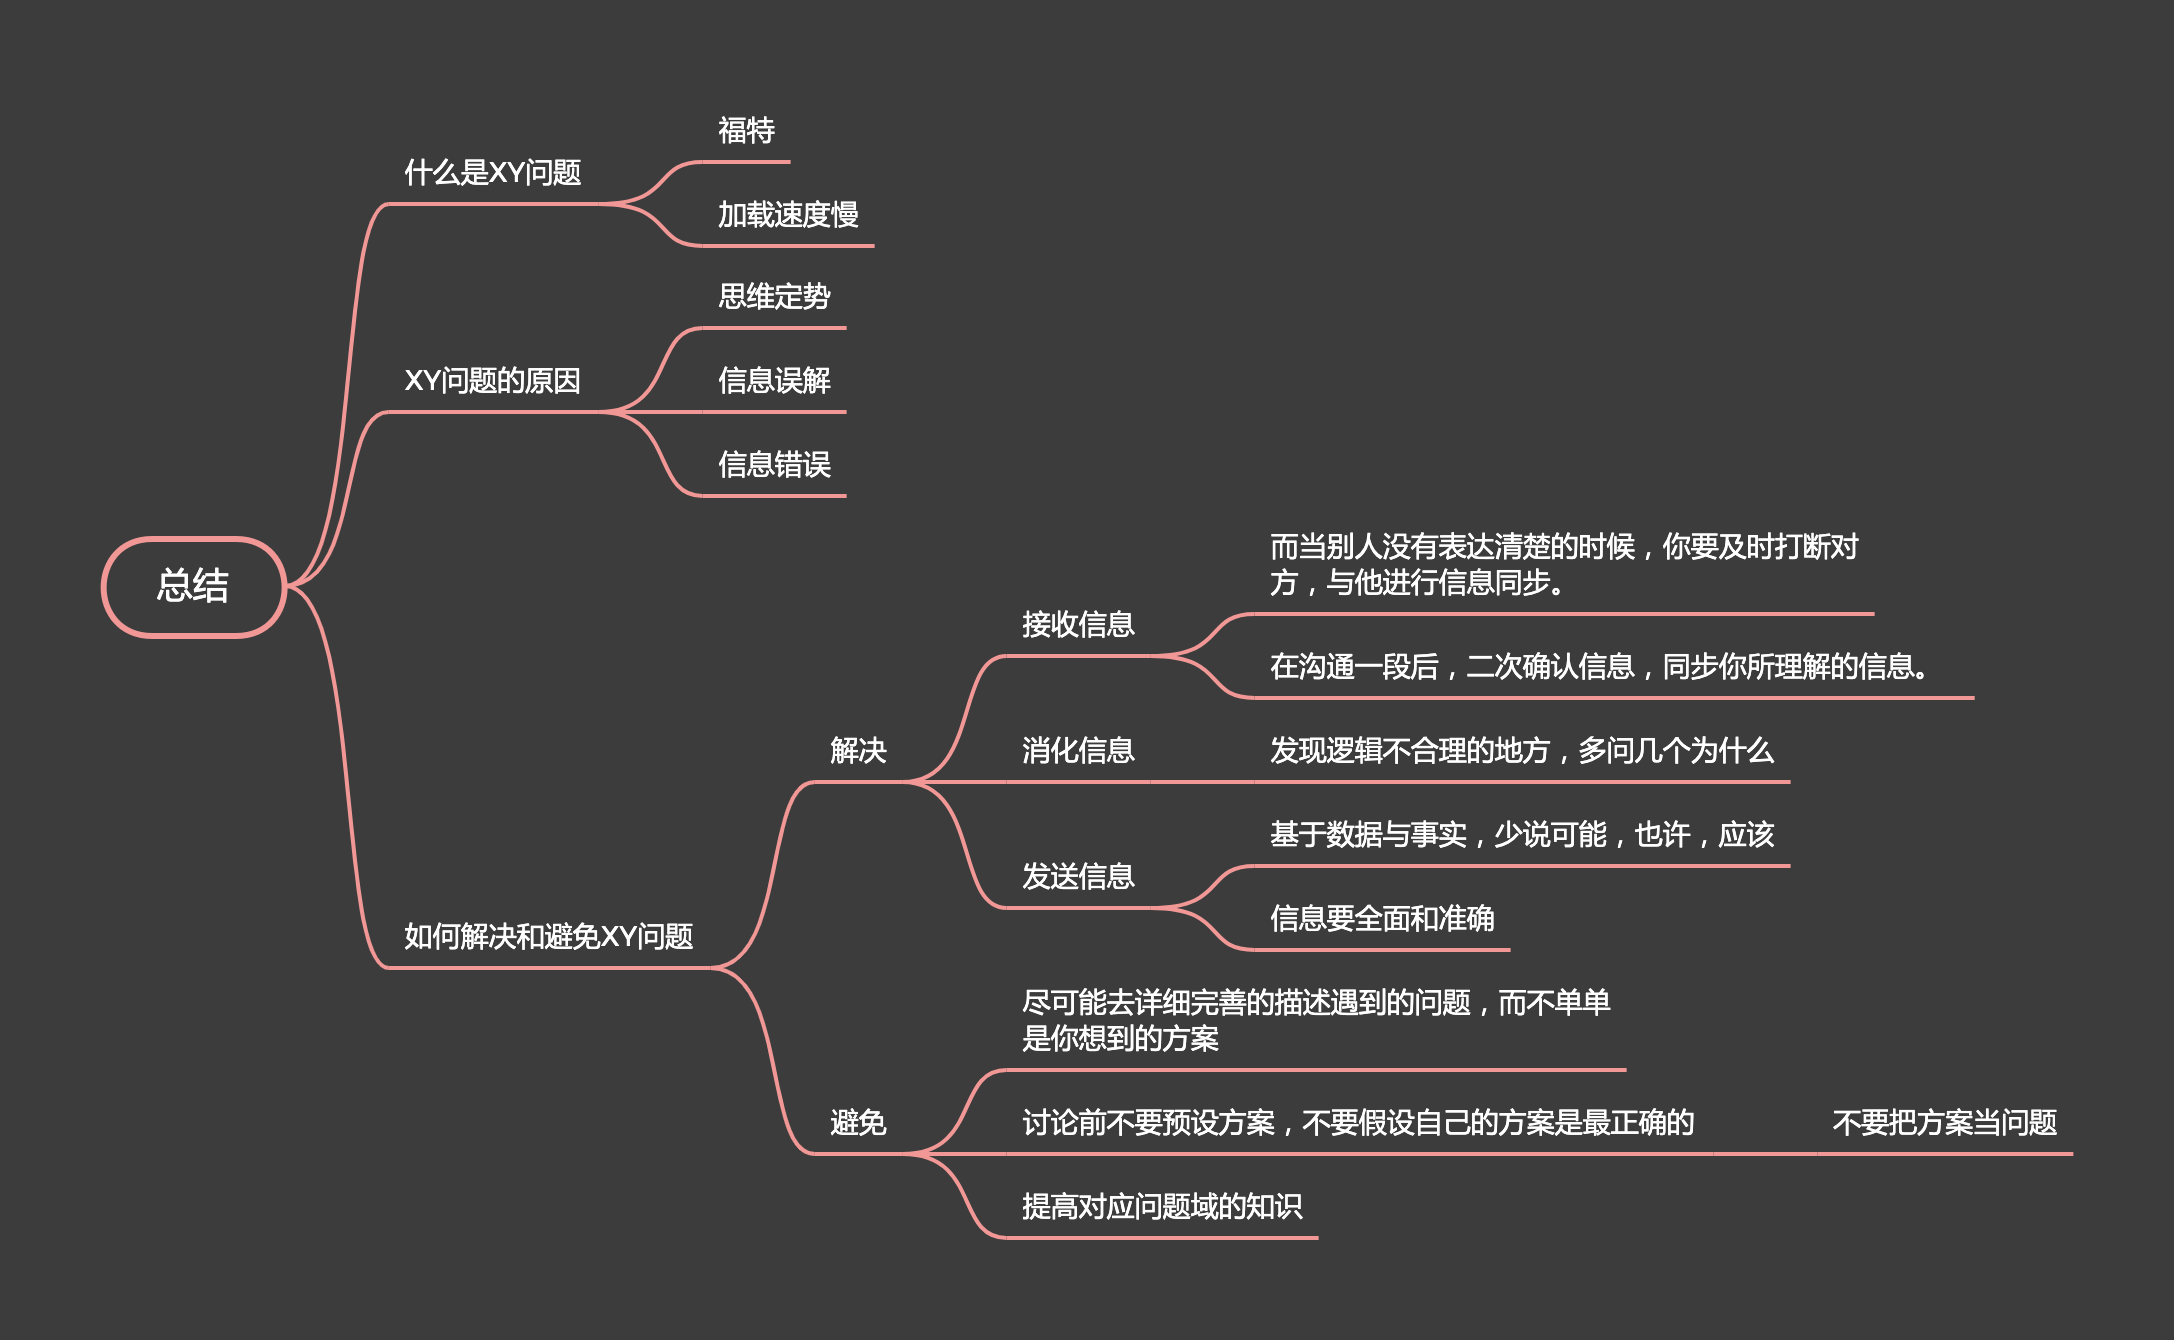 总结
什么是XY问题
福特
加载速度慢
XY问题的原因
思维定势
信息误解
信息错误
如何解决和避免XY问题
解决
接收信息
而当别人没有表达清楚的时候，你要及时打断对
方，与他进行信息同步。
在沟通一段后，二次确认信息，同步你所理解的信息。
消化信息
发现逻辑不合理的地方，多问几个为什么
发送信息
基于数据与事实，少说可能，也许，应该
信息要全面和准确
避免
尽可能去详细完善的描述遇到的问题，而不单单
是你想到的方案
讨论前不要预设方案，不要假设自己的方案是最正确的
不要把方案当问题
提高对应问题域的知识